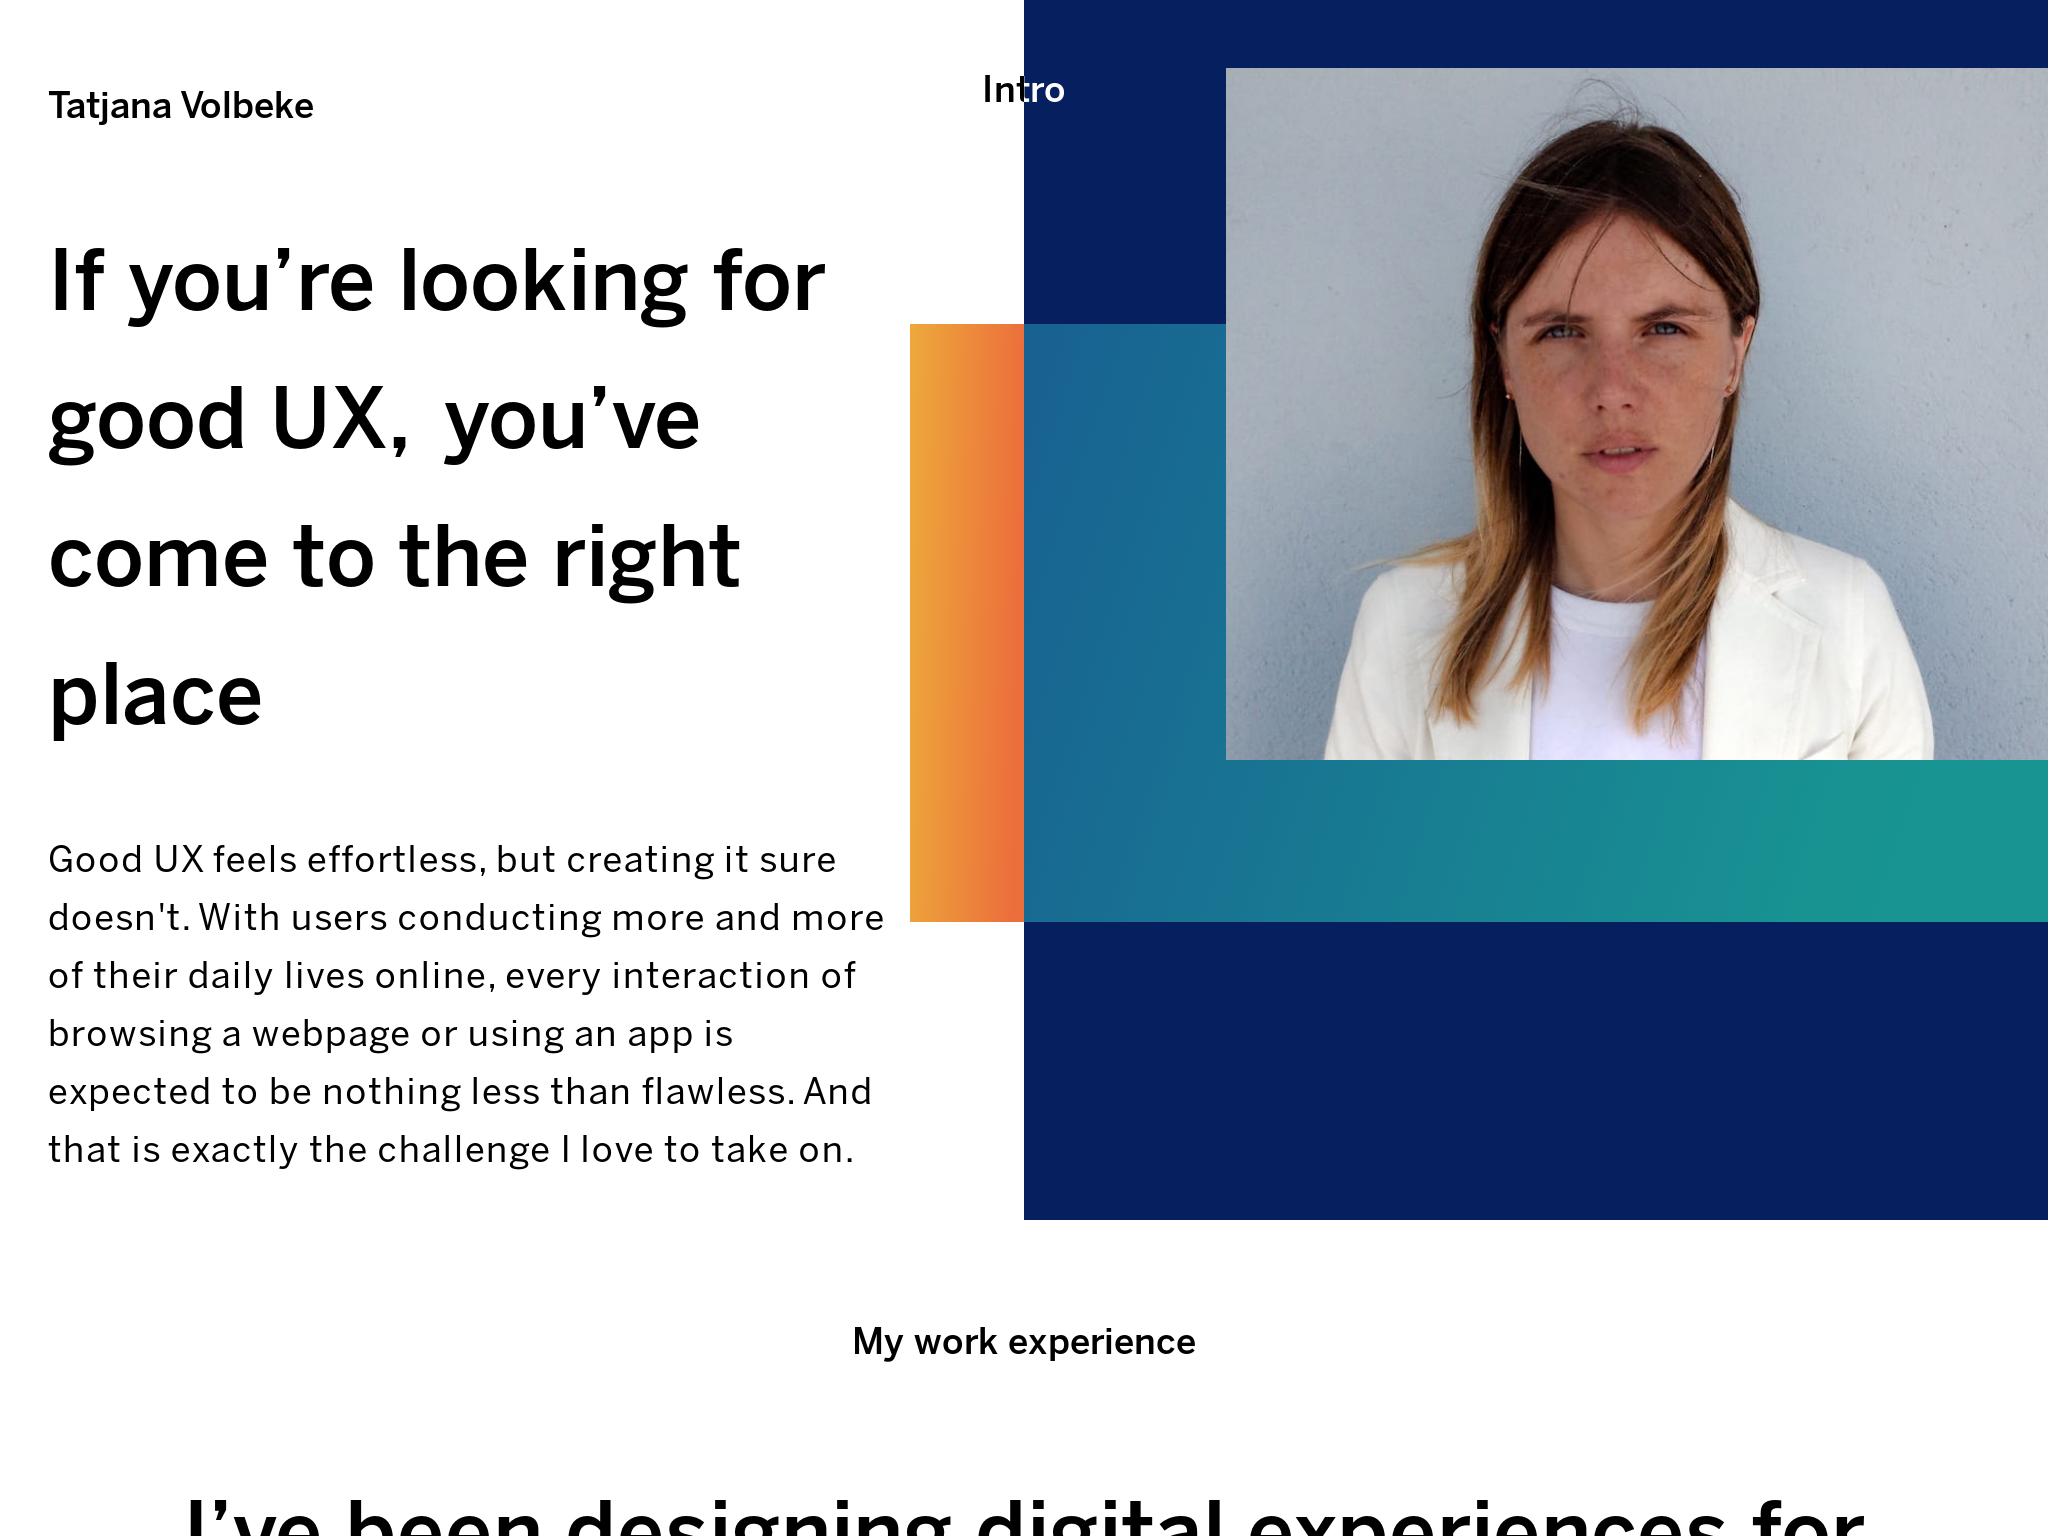 Tatjana Volbeke
Intro
If you’re looking for
good UX, you’ve
come to the right
place
Good UX feels effortless, but creating it sure
doesn't. With users conducting more and more
of their daily lives online, every interaction of
browsing a webpage or using an app is
expected to be nothing less than flawless. And
that is exactly the challenge I love to take on.
My work experience
I’ve been designing digital experiences for